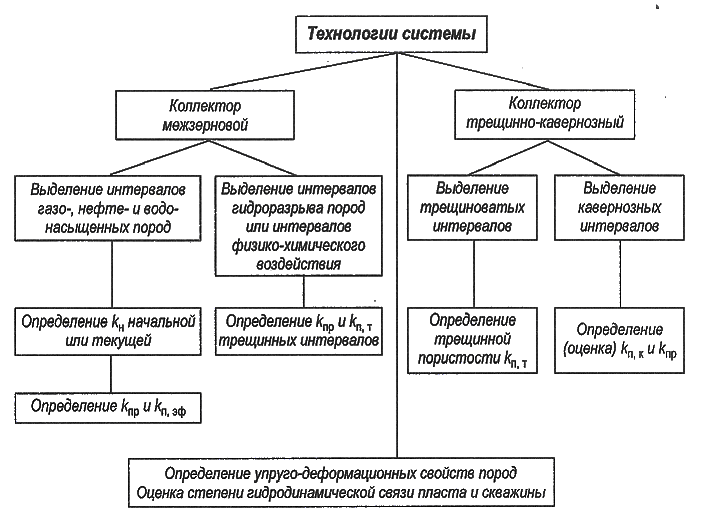 Технологии системы
Коллектор
межзерновой
Коллектор
трещинно-кавернозный
Выделение интервалов
газо-, нефте- и водо-
насыщенных пород
Выделение интервалов
гидроразрыва пород
или интервалов
физико-химического
воздействия
Выделение
трещиноватых
интервалов
Выделение
кавернозных
интервалов
Определение kн начальной
или текущей
Определение kпр и kп, т
трещинных интервалов
Определение
трещинной
пористости kп, т
Определение
(оценка) kп, к и kпр
Определение kпр и kп, эф
Определение упруго-деформационных свойств пород
Оценка степени гидродинамической связи пласта и скважины